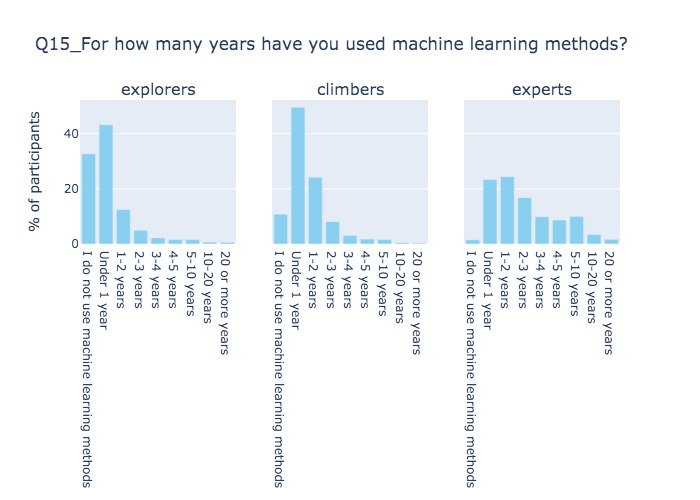 Q15_For how many years have you used machine learning methods?
explorers
climbers
experts
% of participants
40
20
0
I do not use machine learning methods
Under 1 year
1-2 years
2-3 years
3-4 years
4-5 years
5-10 years
10-20 years
20 or more years
I do not use machine learning methods
Under 1 year
1-2 years
2-3 years
3-4 years
4-5 years
5-10 years
10-20 years
20 or more years
I do not use machine learning methods
Under 1 year
1-2 years
2-3 years
3-4 years
4-5 years
5-10 years
10-20 years
20 or more years